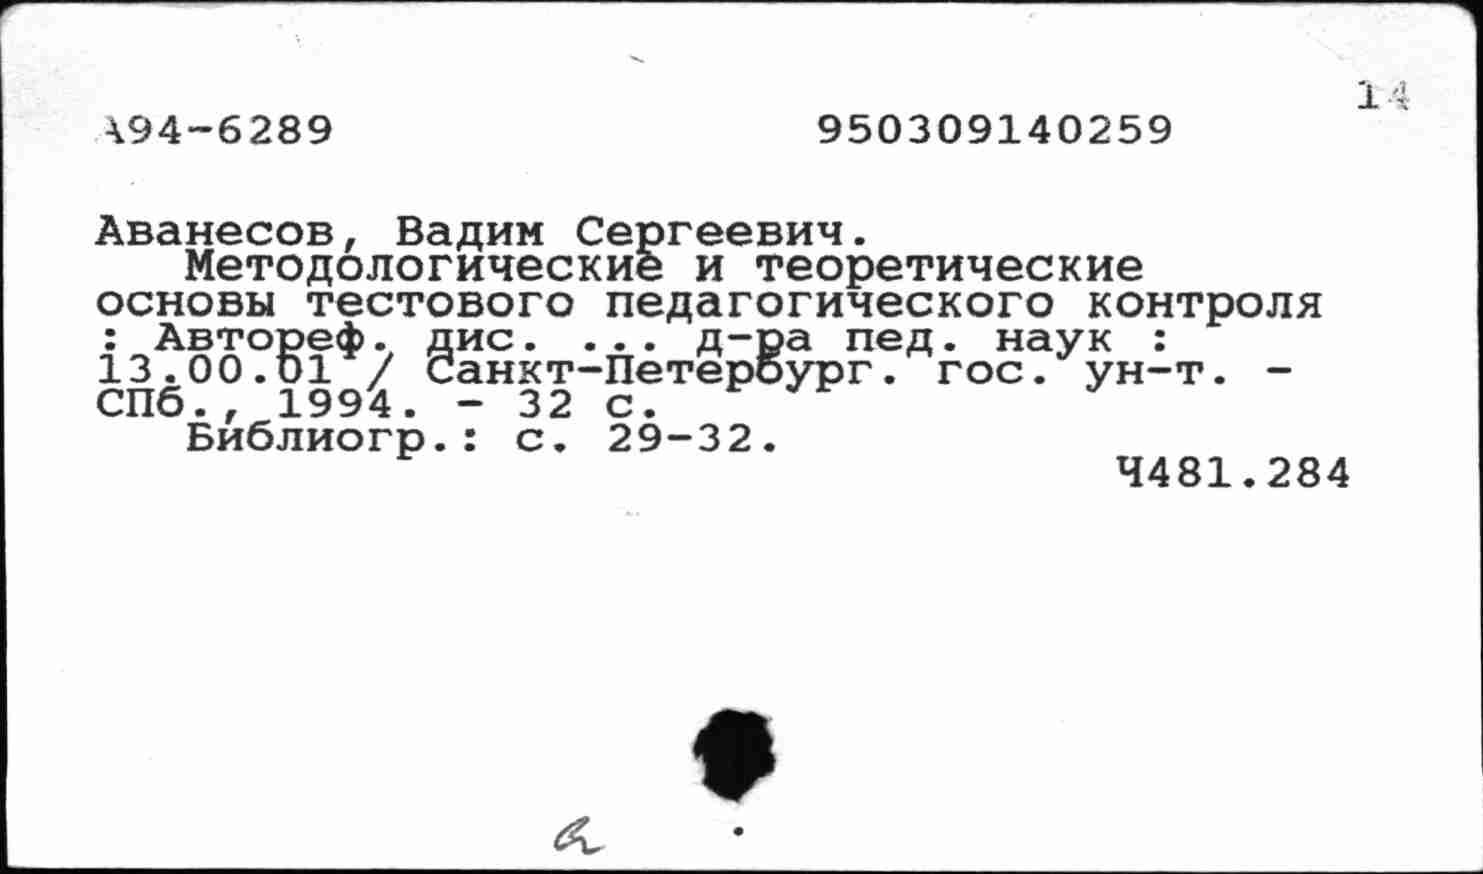 14
А94-6289 950309140259
Аванесов, Вадим Сергеевич.
Методологические и теоретические
основы тестового педагогического контроля
: Автореф. дис. ... д-ра пед. наук :
13.00.01 / Санкт-Петербург. гос. ун-т. -
СПб., 1994. - 32 с.
Библиогр.: с. 29-32.
Ч481.284